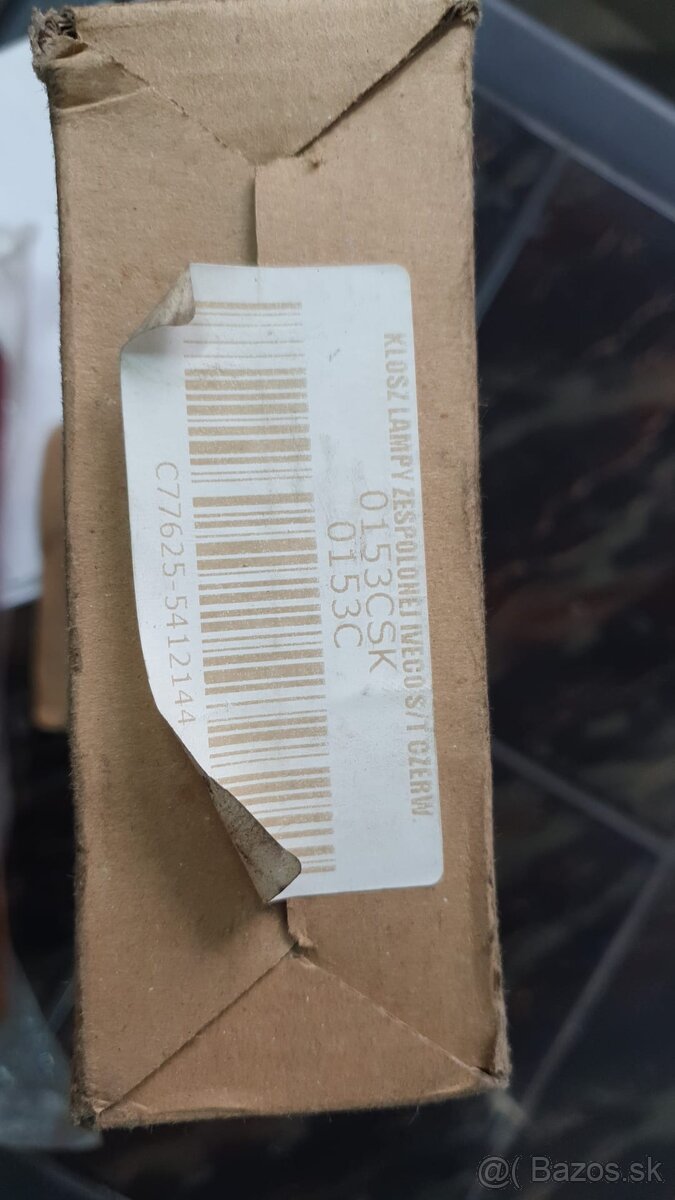 KLOSZ LAMPY ZESPOLONEJ IVECO S/T CZERW.
0153CSK
0153C
C77625-5412144
@( Bazos.sk